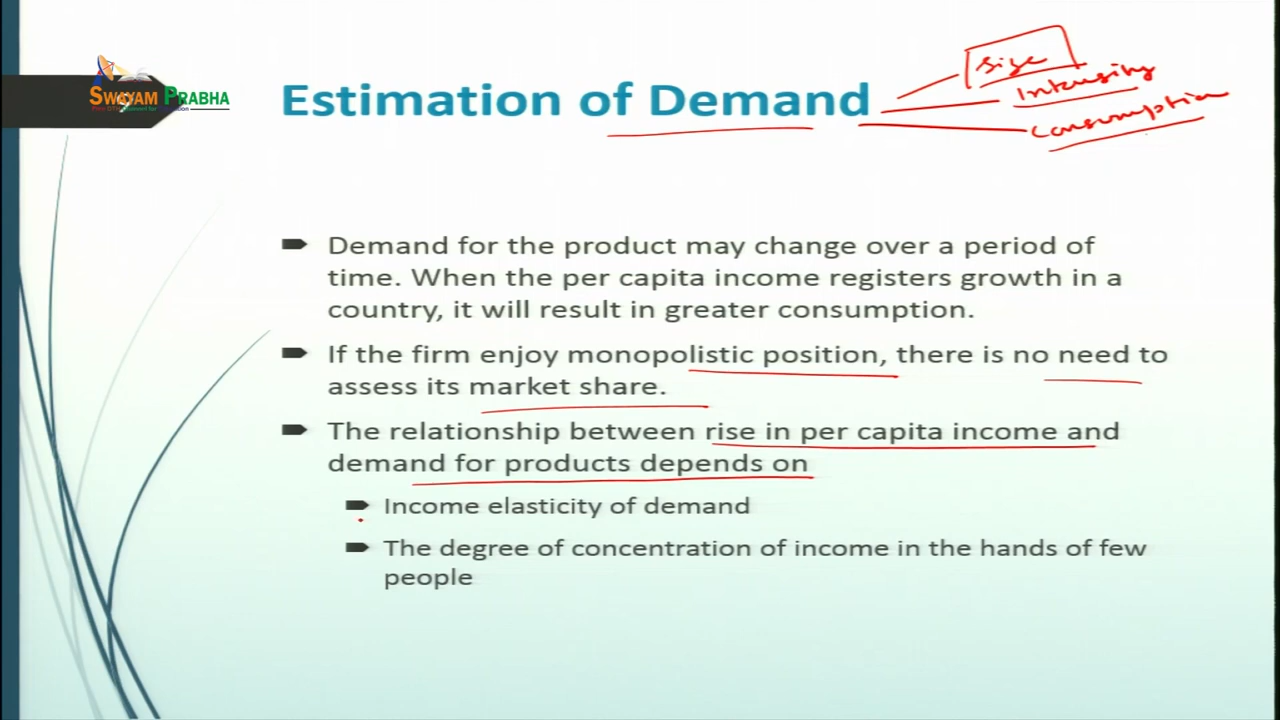 SWAYAM PRABHA
Estimation of Demand
Size
Intensity
Consumption
Demand for the product may change over a period of
time. When the per capita income registers growth in a
country, it will result in greater consumption.
If the firm enjoy monopolistic position, there is no need to
assess its market share.
The relationship between rise in per capita income and
demand for products depends on
Income elasticity of demand
The degree of concentration of income in the hands of few
people